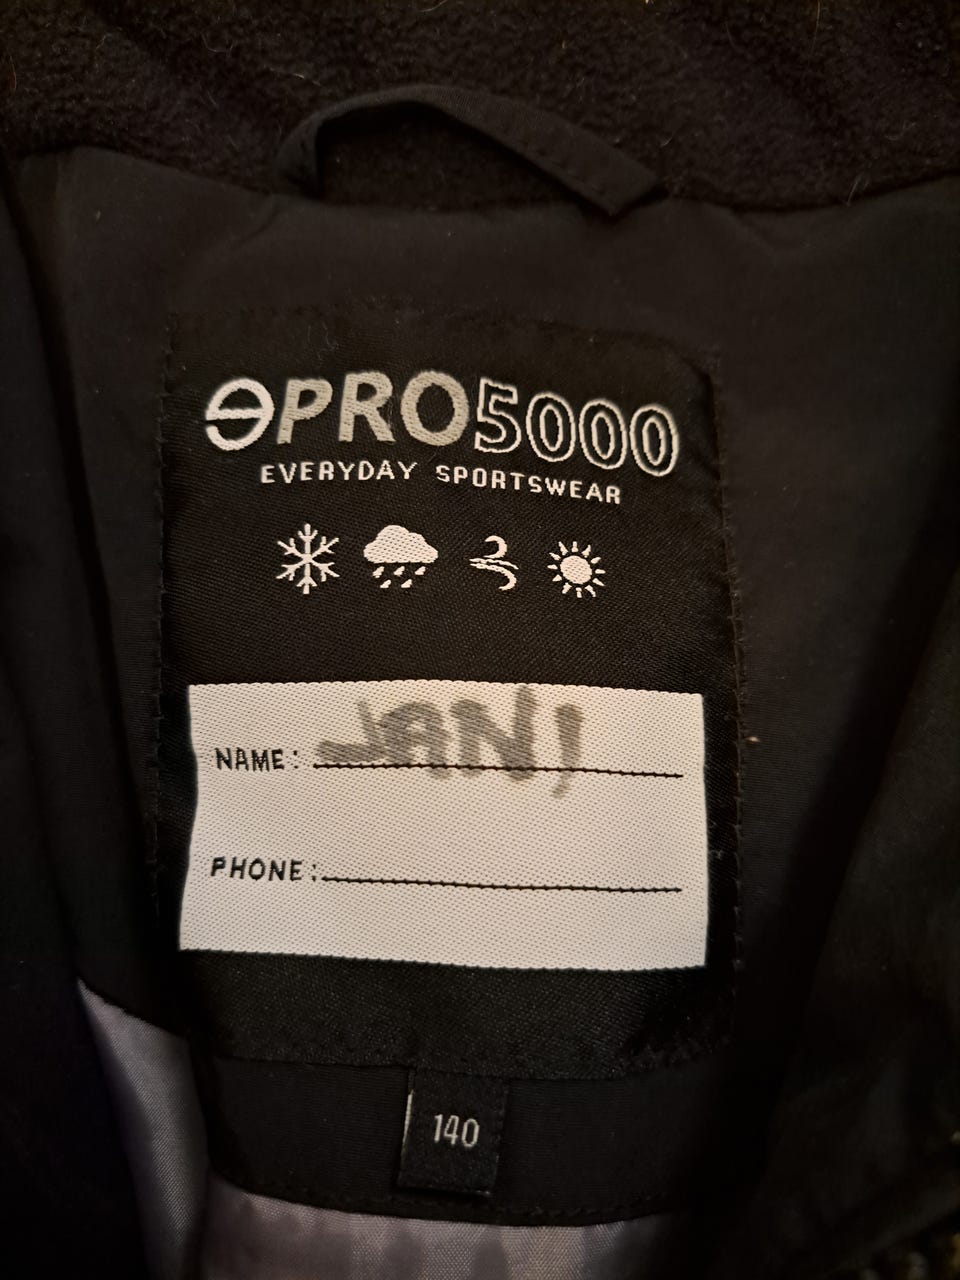 PRO5000
EVERYDAY SPORTSWEAR
NAME: JANI
PHONE:
140